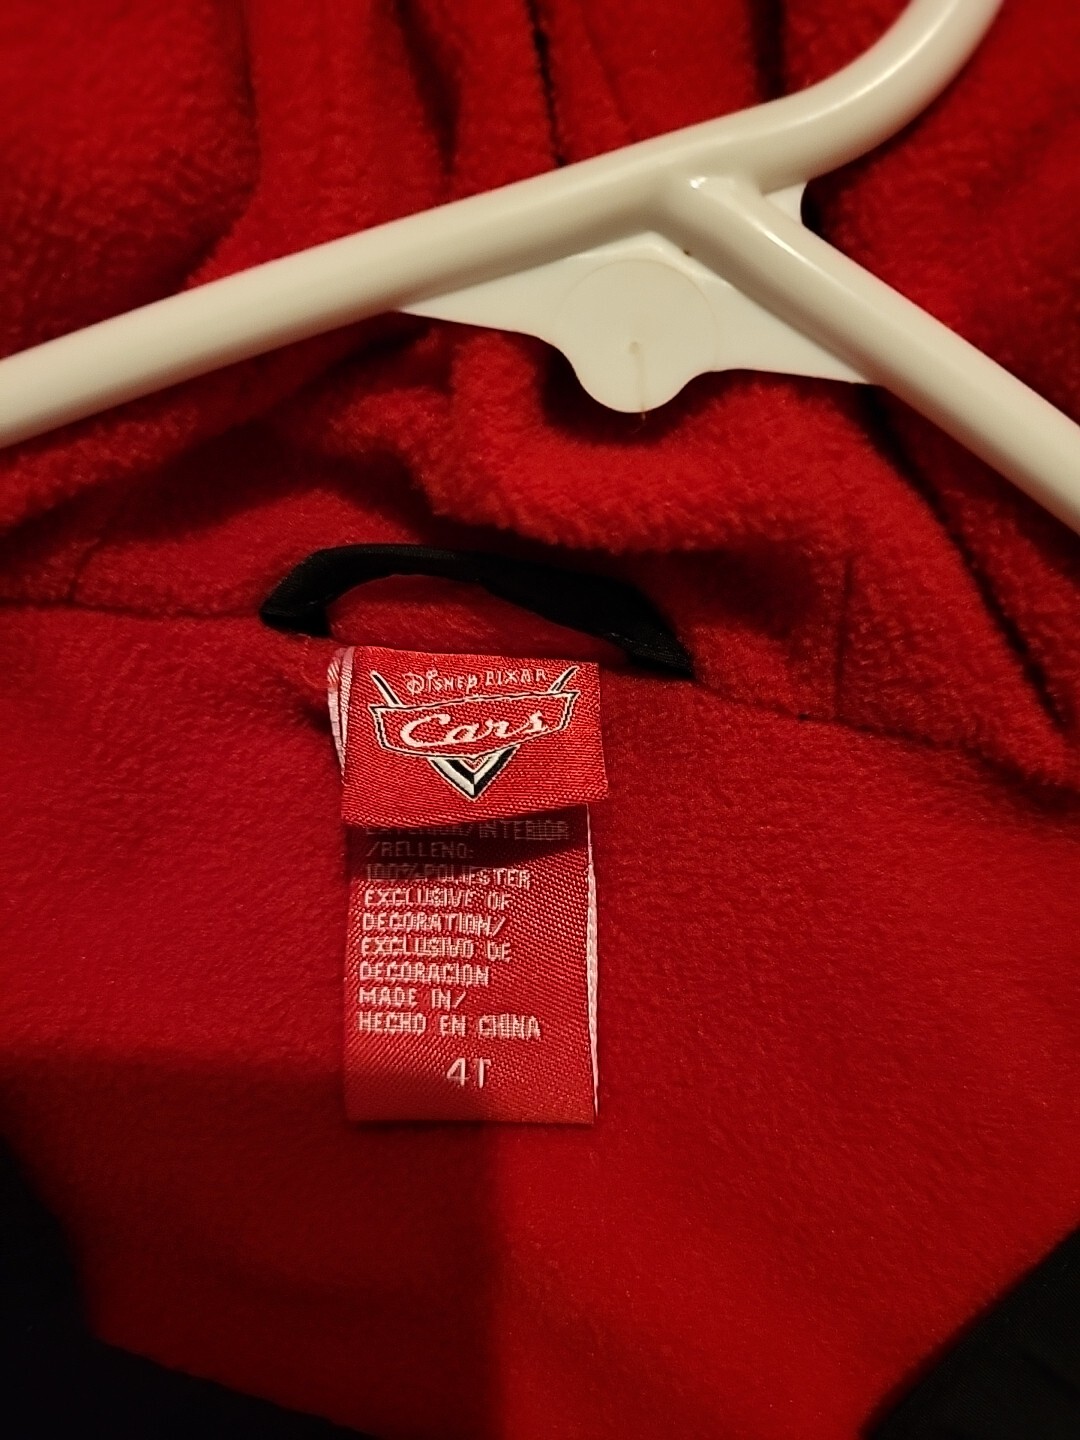 DISNEY PIXAR
Cars
EXTERIOR/INTERIOR
/RELLENO:
100% POLIESTER
EXCLUSIVE OF
DECORATION/
EXCLUSIVO DE
DECORACION
MADE IN/
HECHO EN CHINA
4T